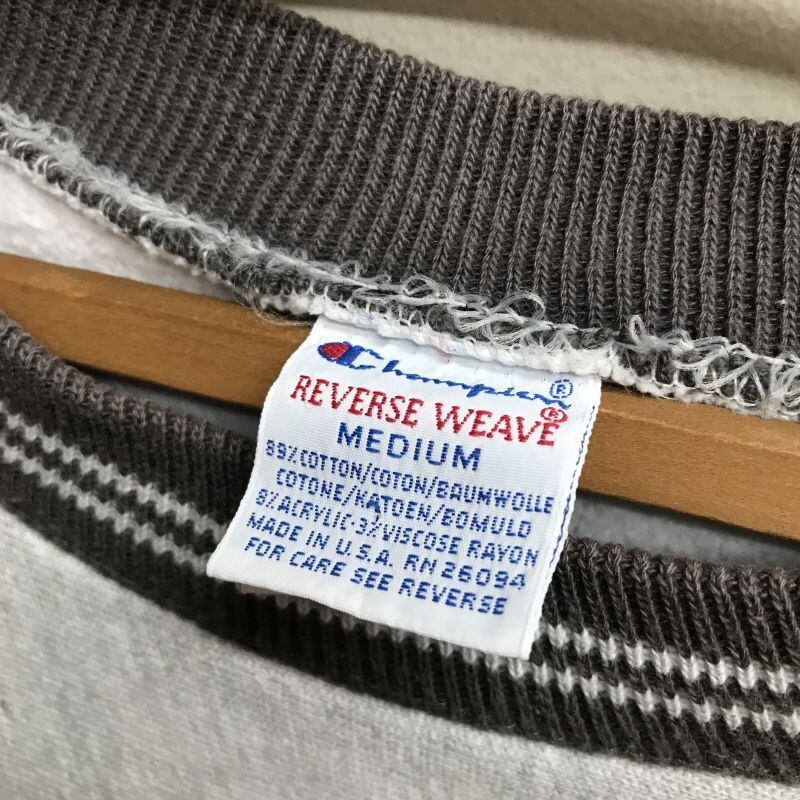 Champion®
REVERSE WEAVE®
MEDIUM
89% COTTON/COTON/BAUMWOLLE
COTONE/KATOEN/BOMULD
8% ACRYLIC·3% VISCOSE RAYON
MADE IN U.S.A. RN 26094
FOR CARE SEE REVERSE